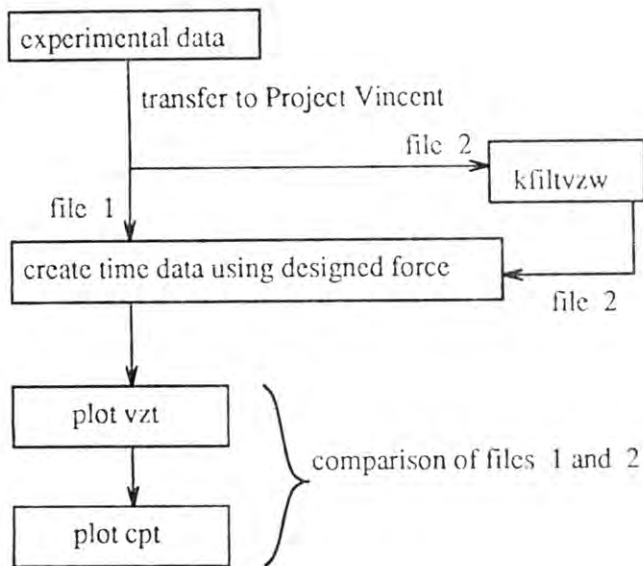 experimental data
transfer to Project Vincent
file 2
kfiltvzw
file 1
create time data using designed force
file 2
plot vzt
comparison of files 1 and 2
plot cpt